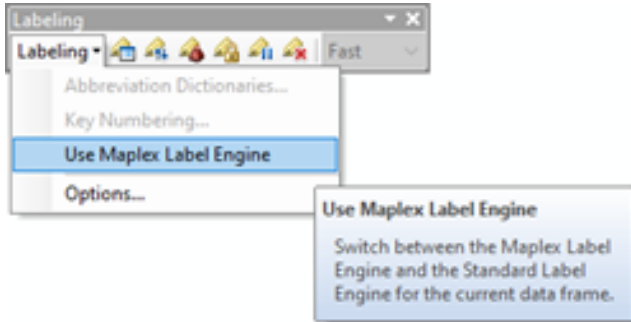 Labeling
Labeling Fast
Abbreviation Dictionaries...
Key Numbering...
Use Maplex Label Engine
Options...
Use Maplex Label Engine
Switch between the Maplex Label
Engine and the Standard Label
Engine for the current data frame.